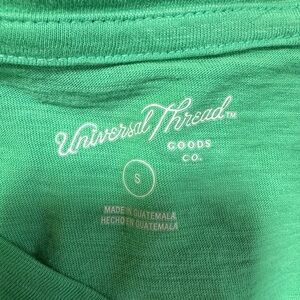 Universal Thread™
GOODS
CO.
S
MADE IN GUATEMALA
HECHO EN GUATEMALA